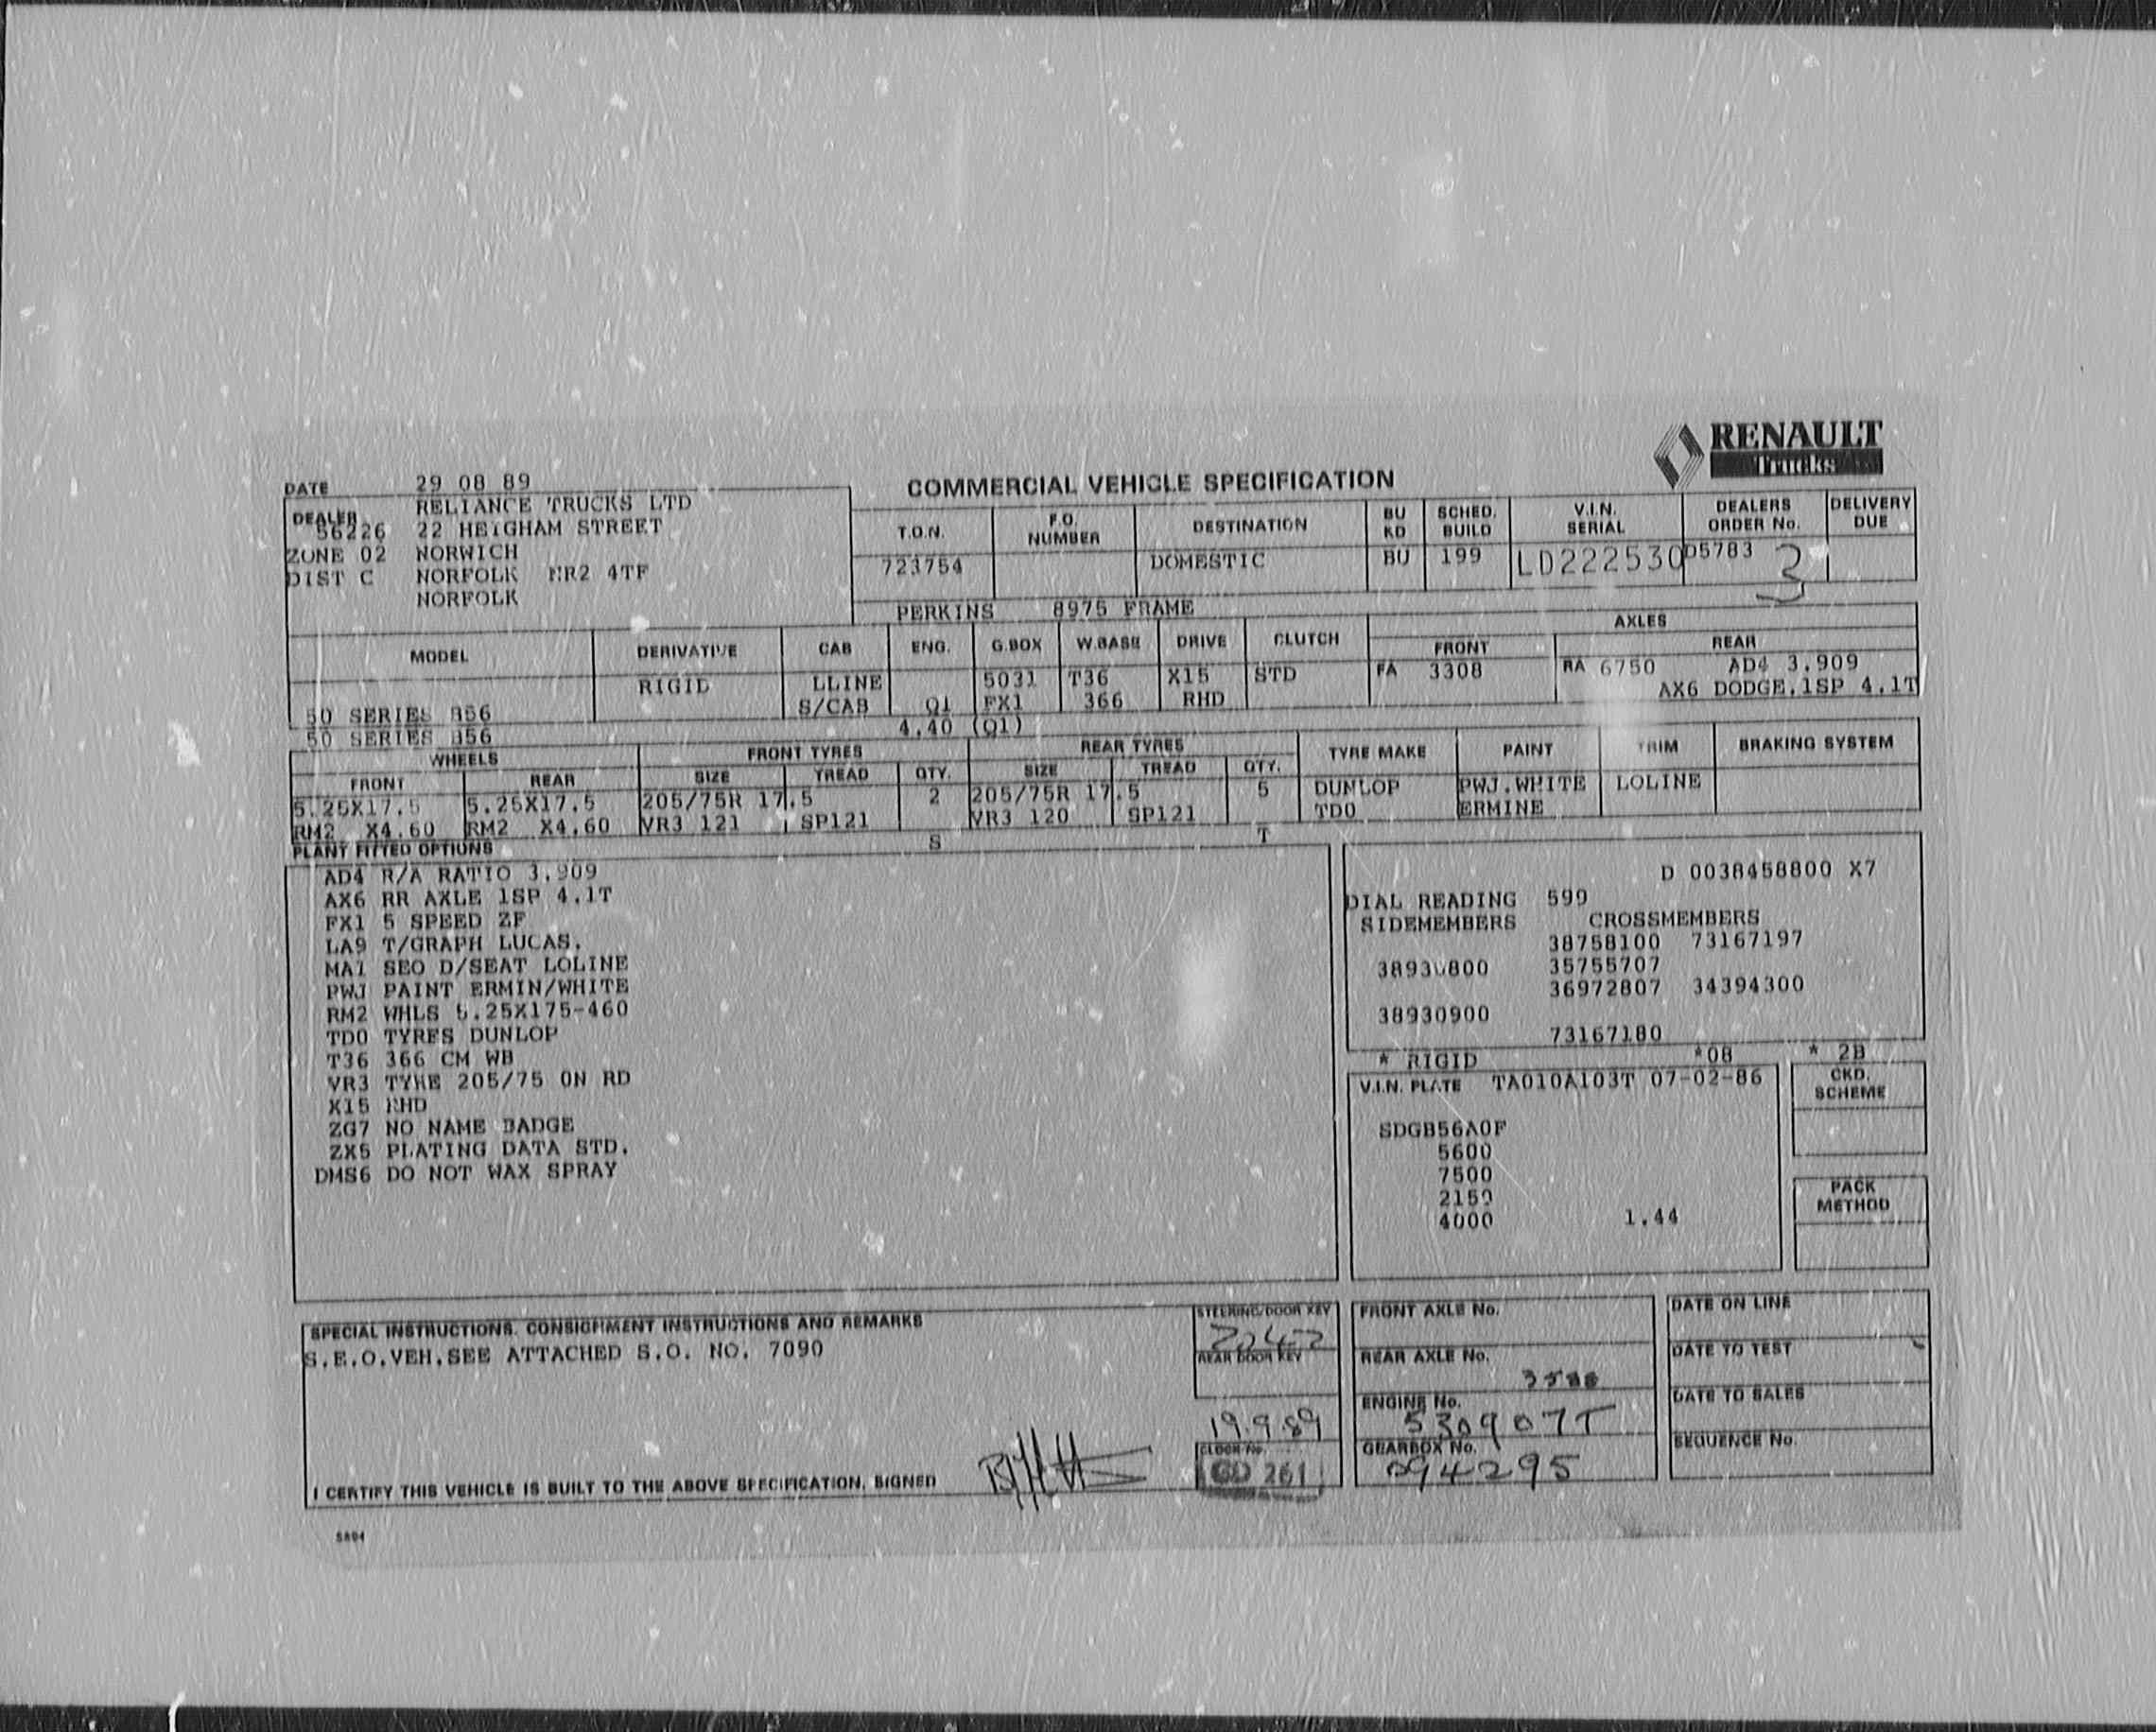 RENAULT
Trucks
COMMERCIAL VEHICLE SPECIFICATION
DATE 29 08 89
DEALER RELIANCE TRUCKS LTD
56226 22 HEIGHAM STREET
ZONE 02 NORWICH
DIST C NORFOLK NR2 4TF
NORFOLK
T.O.N. F.O. NUMBER DESTINATION BU KD SCHED. BUILD V.I.N. SERIAL DEALERS ORDER No. DELIVERY DUE
723754 DOMESTIC BU 199 LD222530 D5783 3
PERKINS 8975 FRAME
MODEL DERIVATIVE CAB ENG. G.BOX W.BASE DRIVE CLUTCH AXLES
FRONT REAR
RIGID LLINE 5031 T36 X15 STD FA 3308 RA 6750 AD4 3.909
50 SERIES B56 S/CAB Q1 FX1 366 RHD AX6 DODGE.1SP 4.1T
50 SERIES B56 4.40 (Q1)
WHEELS FRONT TYRES REAR TYRES TYRE MAKE PAINT TRIM BRAKING SYSTEM
FRONT REAR SIZE TREAD QTY. SIZE TREAD QTY.
5.25X17.5 5.25X17.5 205/75R 17.5 2 205/75R 17.5 5 DUNLOP PWJ.WHITE LOLINE
RM2 X4.60 RM2 X4.60 VR3 121 SP121 VR3 120 SP121 TD0 ERMINE
PLANT FITTED OPTIONS S T
AD4 R/A RATIO 3.909
AX6 RR AXLE 1SP 4.1T
FX1 5 SPEED ZF
LA9 T/GRAPH LUCAS.
MA1 SEO D/SEAT LOLINE
PWJ PAINT ERMIN/WHITE
RM2 WHLS 5.25X175-460
TD0 TYRES DUNLOP
T36 366 CM WB
VR3 TYRE 205/75 ON RD
X15 RHD
ZG7 NO NAME BADGE
ZX5 PLATING DATA STD.
DMS6 DO NOT WAX SPRAY
D 0038458800 X7
DIAL READING 599
SIDEMEMBERS CROSSMEMBERS
38758100 73167197
38930800 35755707
36972807 34394300
38930900
73167180
* RIGID *08 * 2B
V.I.N. PLATE TA010A103T 07-02-86
CKD. SCHEME
SDGB56A0F
5600
7500
2150
4000 1.44
PACK METHOD
SPECIAL INSTRUCTIONS. CONSIGNMENT INSTRUCTIONS AND REMARKS
S.E.O.VEH.SEE ATTACHED S.O. NO. 7090
I CERTIFY THIS VEHICLE IS BUILT TO THE ABOVE SPECIFICATION. SIGNED
STEERING/DOOR KEY
REAR DOOR KEY
19.9.89
CLOCK No.
GD 261
FRONT AXLE No.
REAR AXLE No.
ENGINE No.
530907T
GEARBOX No.
094295
DATE ON LINE
DATE TO TEST
DATE TO SALES
SEQUENCE No.
5894